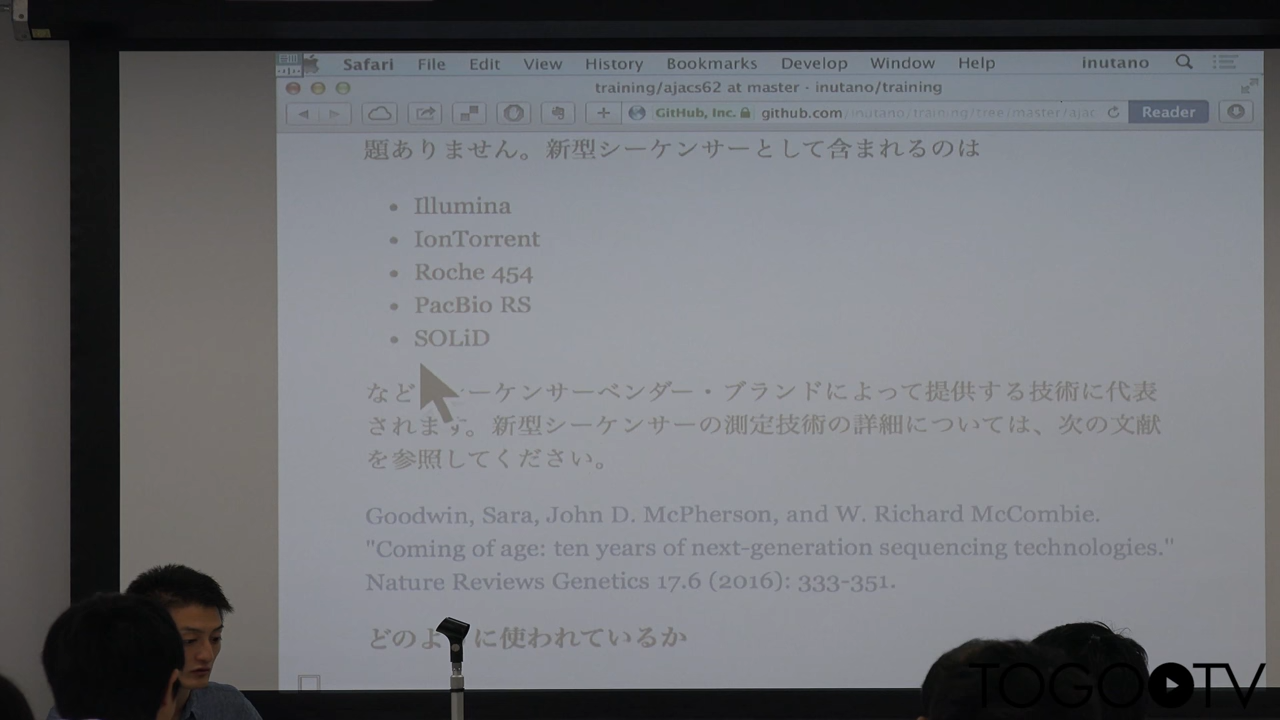 Safari File Edit View History Bookmarks Develop Window Help inutano
training/ajacs62 at master · inutano/training
GitHub, Inc. github.com/inutano/training/tree/master/ajac Reader
題ありません。新型シーケンサーとして含まれるのは
• Illumina
• IonTorrent
• Roche 454
• PacBio RS
• SOLiD
など ーケンサーベンダー・ブランドによって提供する技術に代表
されます。新型シーケンサーの測定技術の詳細については、次の文献
を参照してください。
Goodwin, Sara, John D. McPherson, and W. Richard McCombie.
"Coming of age: ten years of next-generation sequencing technologies."
Nature Reviews Genetics 17.6 (2016): 333-351.
どのように使われているか
TOGOTV